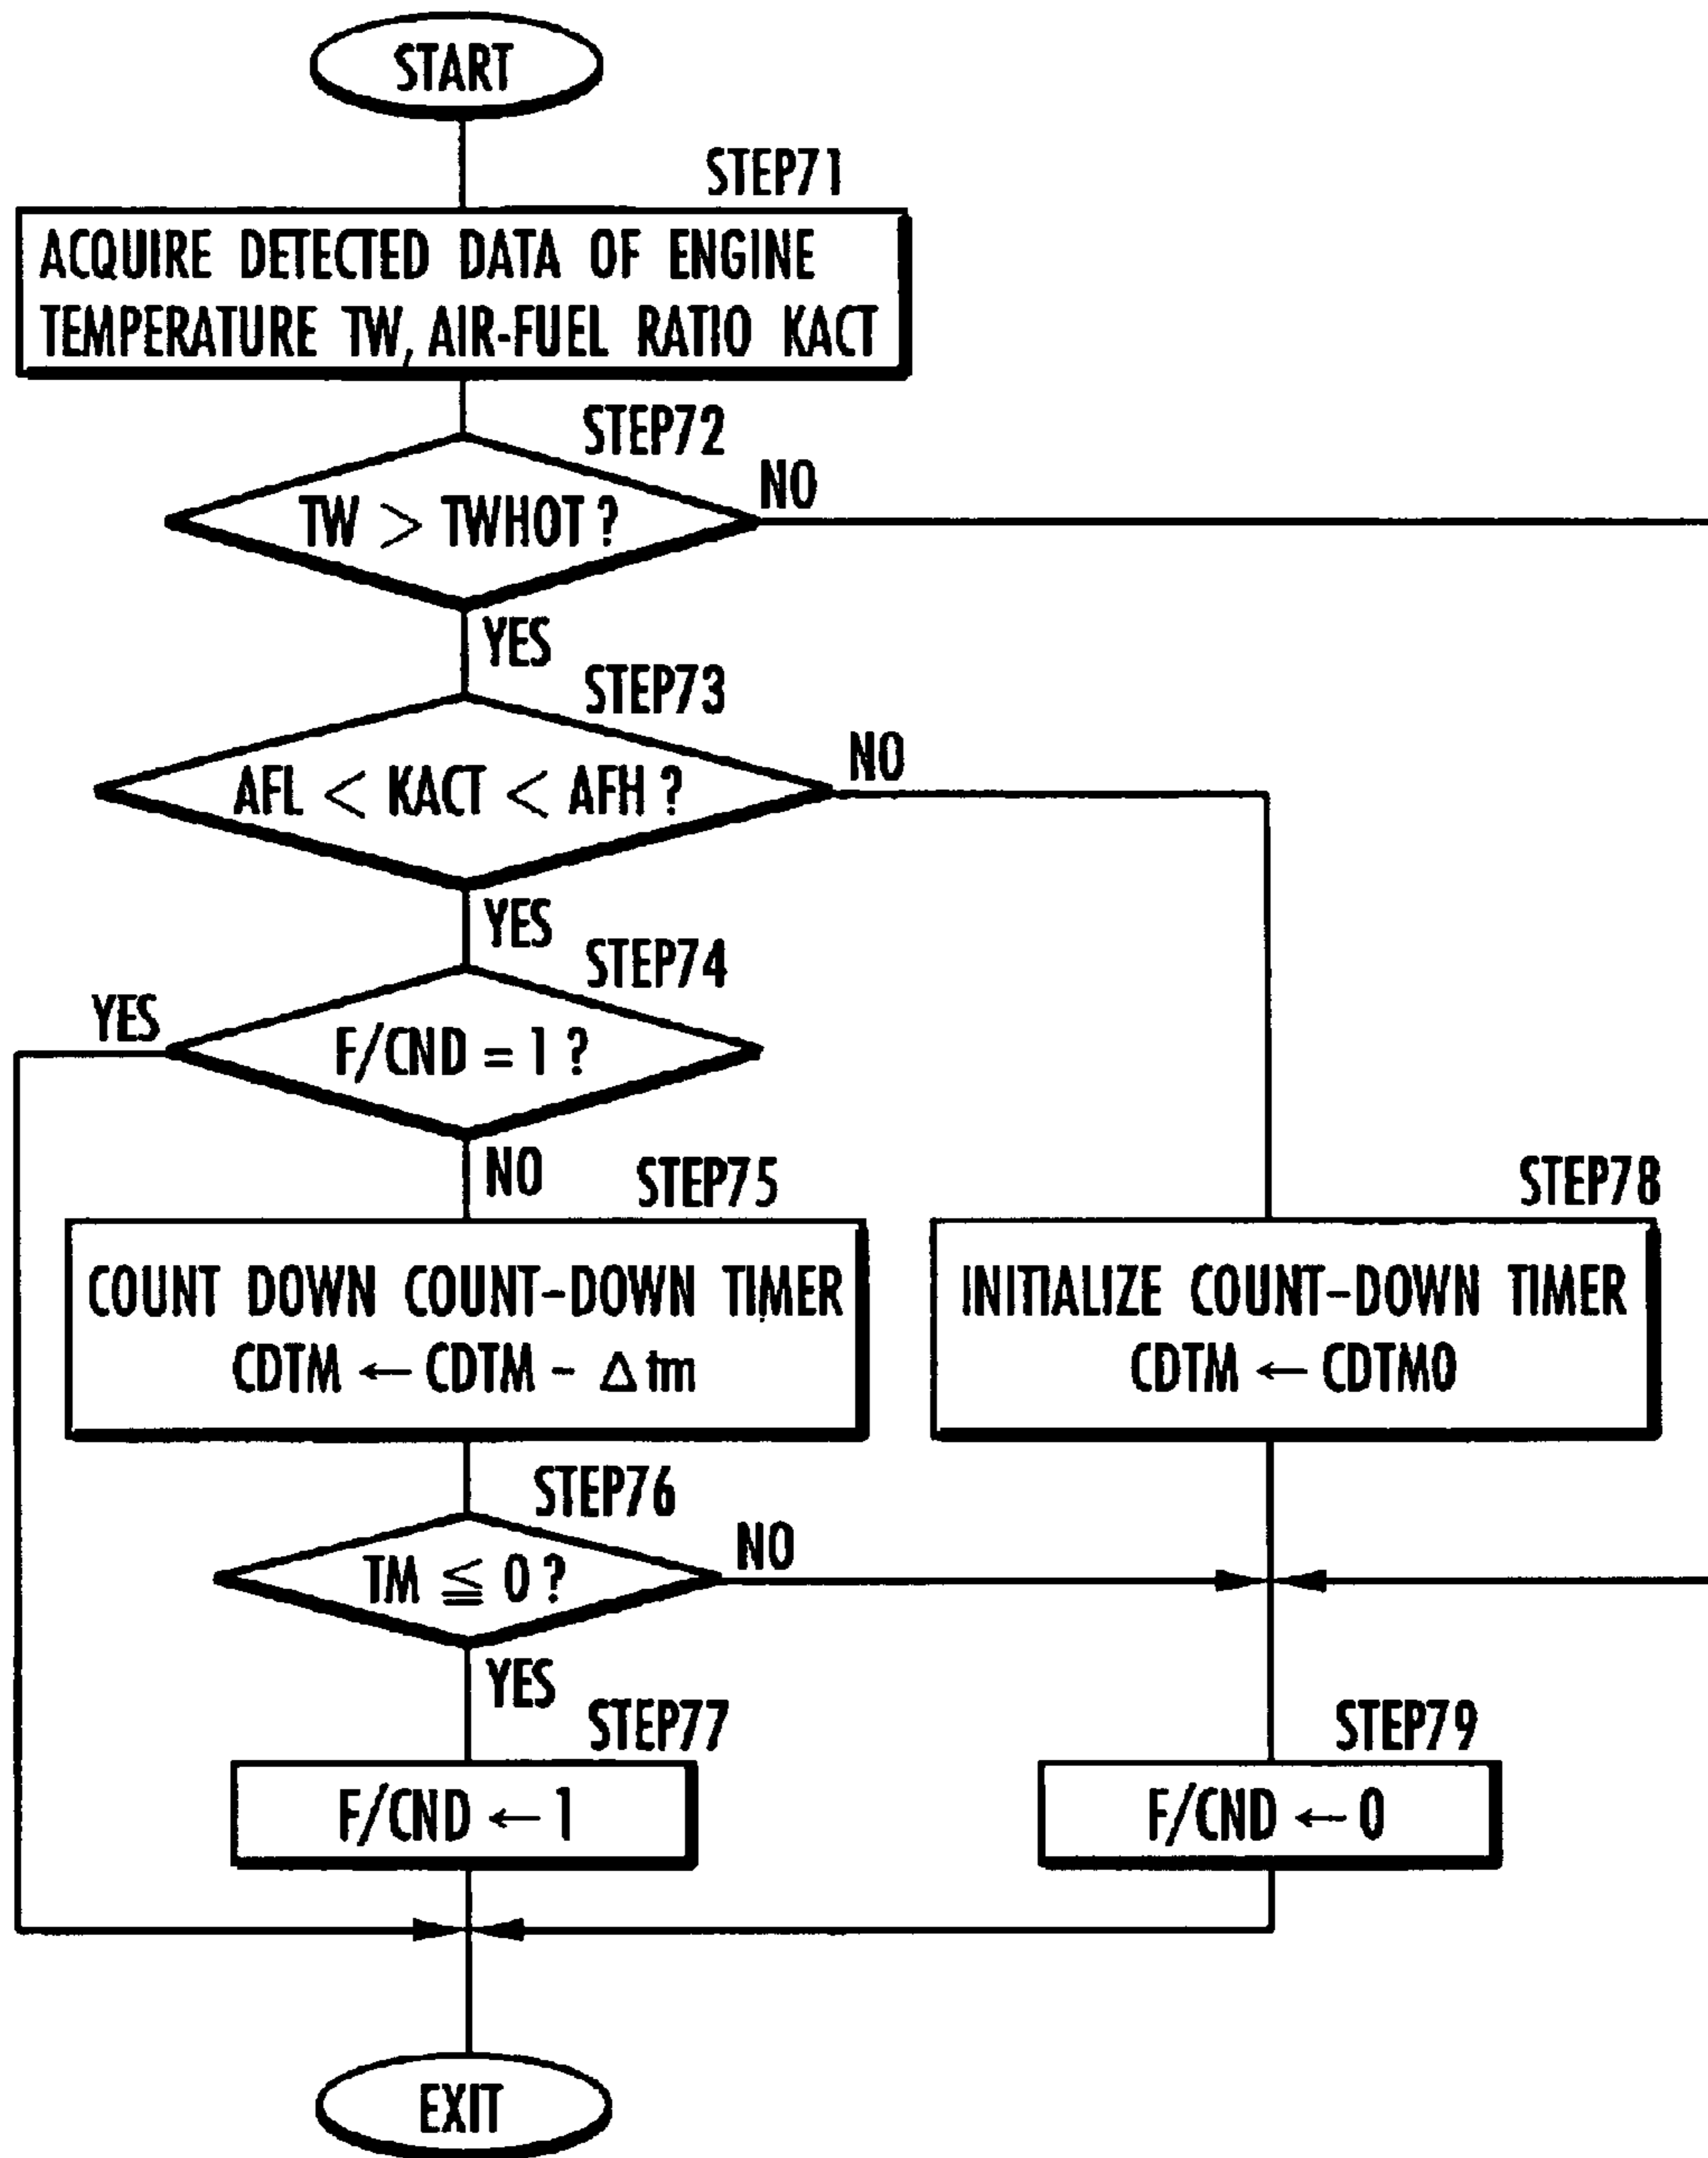 START
STEP71
ACQUIRE DETECTED DATA OF ENGINE
TEMPERATURE TW, AIR-FUEL RATIO KACT
STEP72
TW > TWHOT ?
NO
YES
STEP73
AFL < KACT < AFH ?
NO
YES
STEP74
YES
F/CND = 1 ?
NO
STEP75
COUNT DOWN COUNT-DOWN TIMER
CDTM ← CDTM - Δtm
STEP78
INITIALIZE COUNT-DOWN TIMER
CDTM ← CDTM0
STEP76
TM ≦ 0 ?
NO
YES
STEP77
F/CND ← 1
STEP79
F/CND ← 0
EXIT